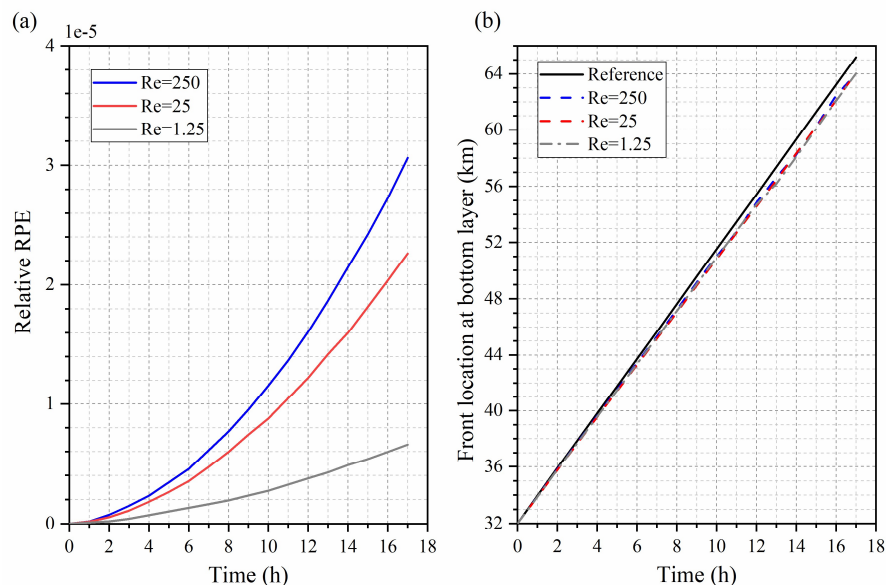 (a)
1e-5
4
3
2
1
0
0 2 4 6 8 10 12 14 16 18
Relative RPE
Time (h)
Re=250
Re=25
Re=1.25
(b)
64
60
56
52
48
44
40
36
32
0 2 4 6 8 10 12 14 16 18
Front location at bottom layer (km)
Time (h)
Reference
Re=250
Re=25
Re=1.25